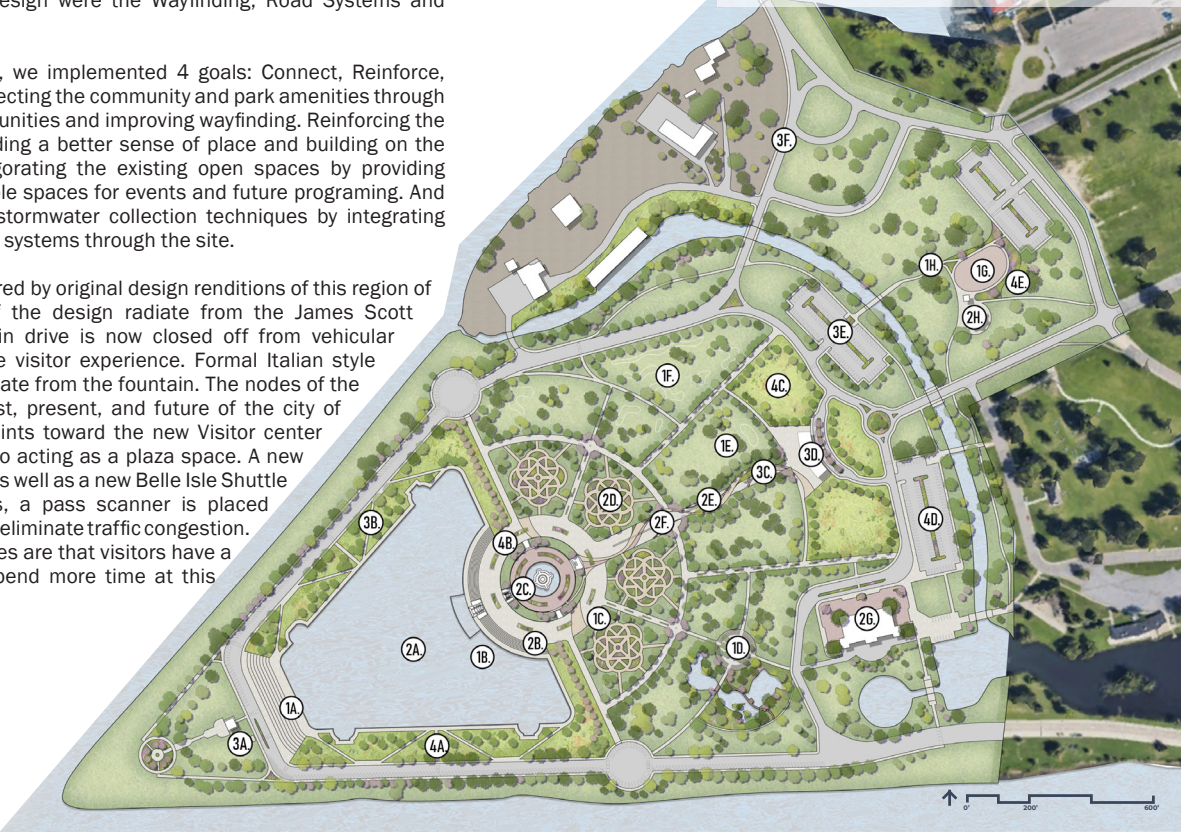 design were the Wayfinding, Road Systems and
, we implemented 4 goals: Connect, Reinforce,
ecting the community and park amenities through
unities and improving wayfinding. Reinforcing the
ding a better sense of place and building on the
gorating the existing open spaces by providing
le spaces for events and future programing. And
stormwater collection techniques by integrating
systems through the site.
red by original design renditions of this region of
the design radiate from the James Scott
in drive is now closed off from vehicular
e visitor experience. Formal Italian style
ate from the fountain. The nodes of the
st, present, and future of the city of
ints toward the new Visitor center
o acting as a plaza space. A new
s well as a new Belle Isle Shuttle
s, a pass scanner is placed
eliminate traffic congestion.
es are that visitors have a
pend more time at this
3F.
1H.
1G.
4E.
2H.
3E.
1F.
4C.
1E.
3D.
3C.
2D.
2E.
3B.
2F.
4D.
4B.
2C.
1C.
2G.
2B.
2A.
1B.
1D.
1A.
3A.
4A.
0'
200'
600'